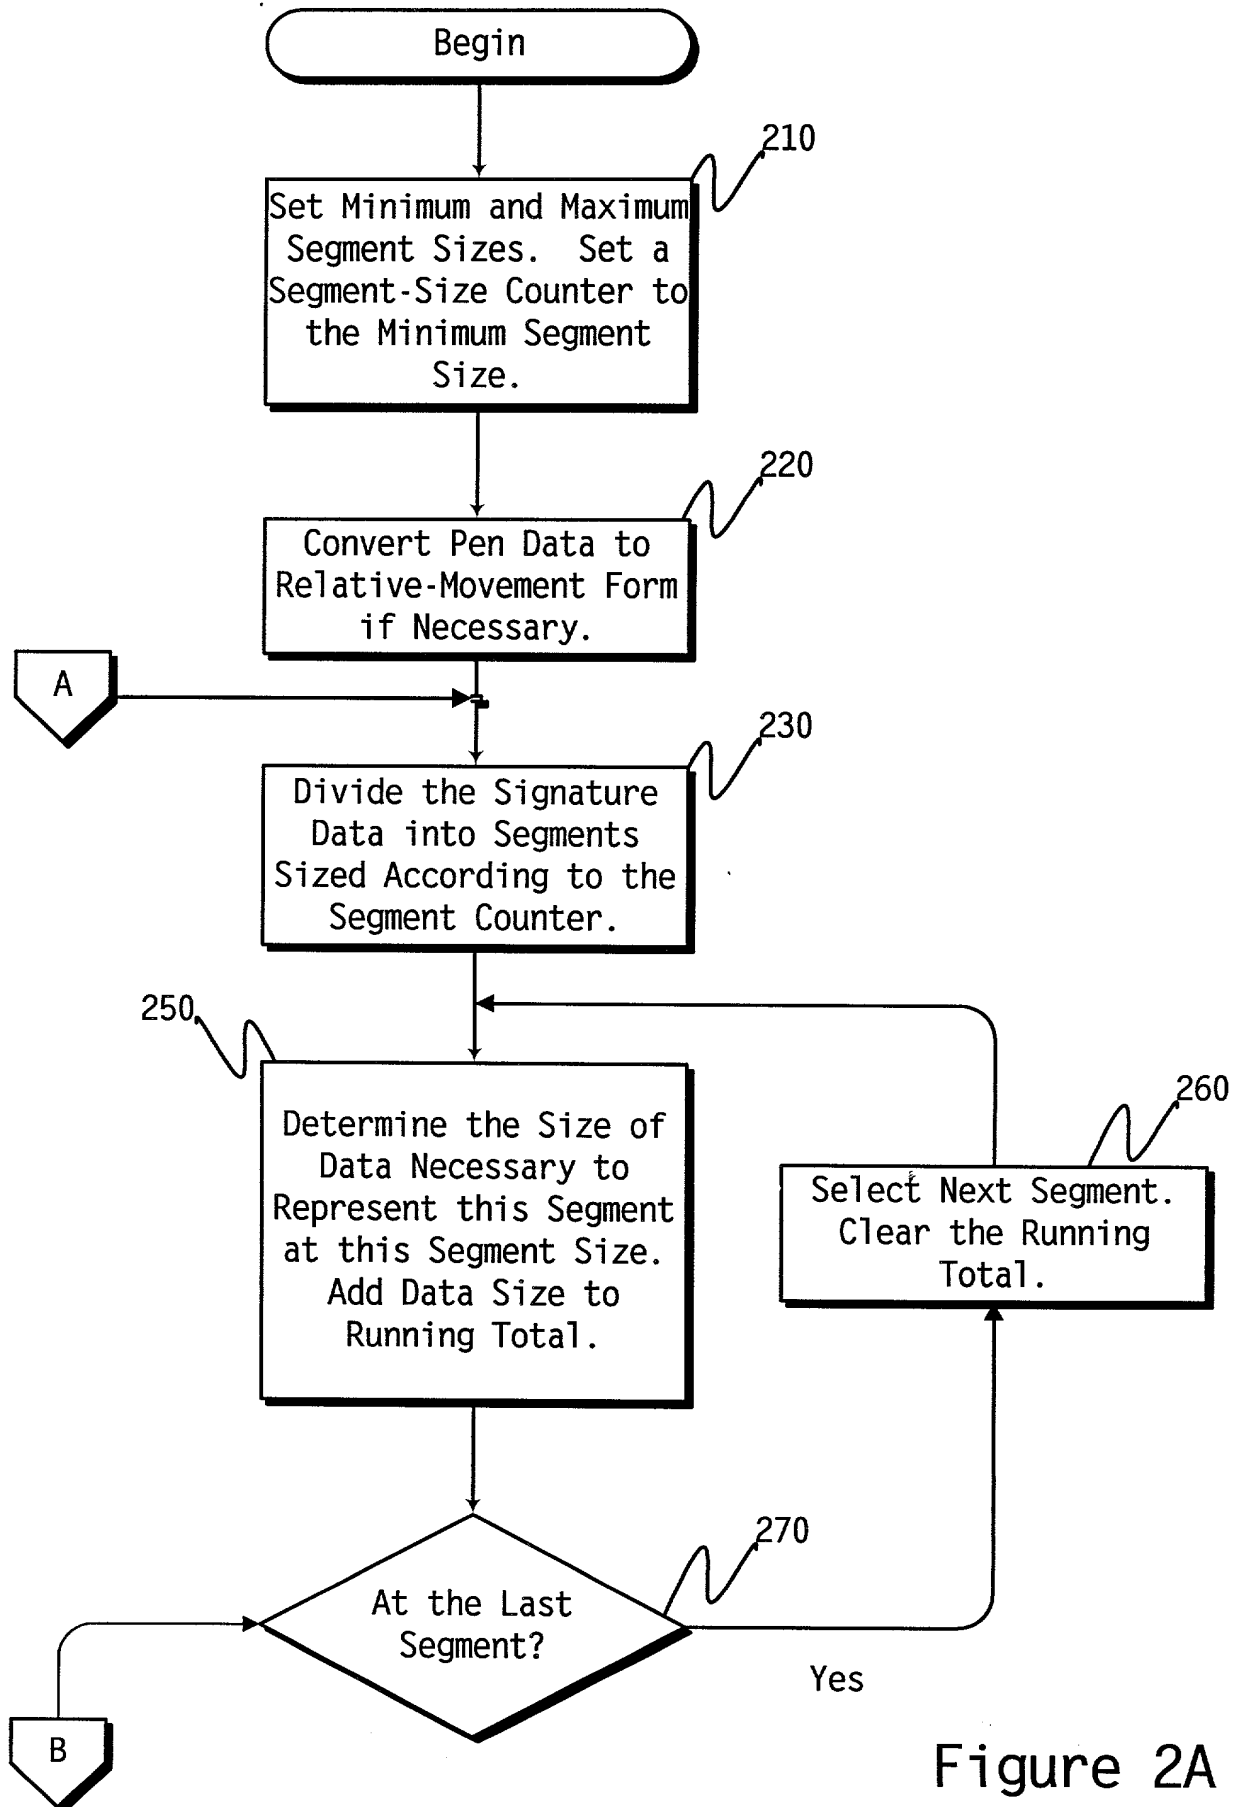 Begin
210
Set Minimum and Maximum
Segment Sizes. Set a
Segment-Size Counter to
the Minimum Segment
Size.
220
Convert Pen Data to
Relative-Movement Form
if Necessary.
A
230
Divide the Signature
Data into Segments
Sized According to the
Segment Counter.
250
Determine the Size of
Data Necessary to
Represent this Segment
at this Segment Size.
Add Data Size to
Running Total.
260
Select Next Segment.
Clear the Running
Total.
270
At the Last
Segment?
Yes
B
Figure 2A